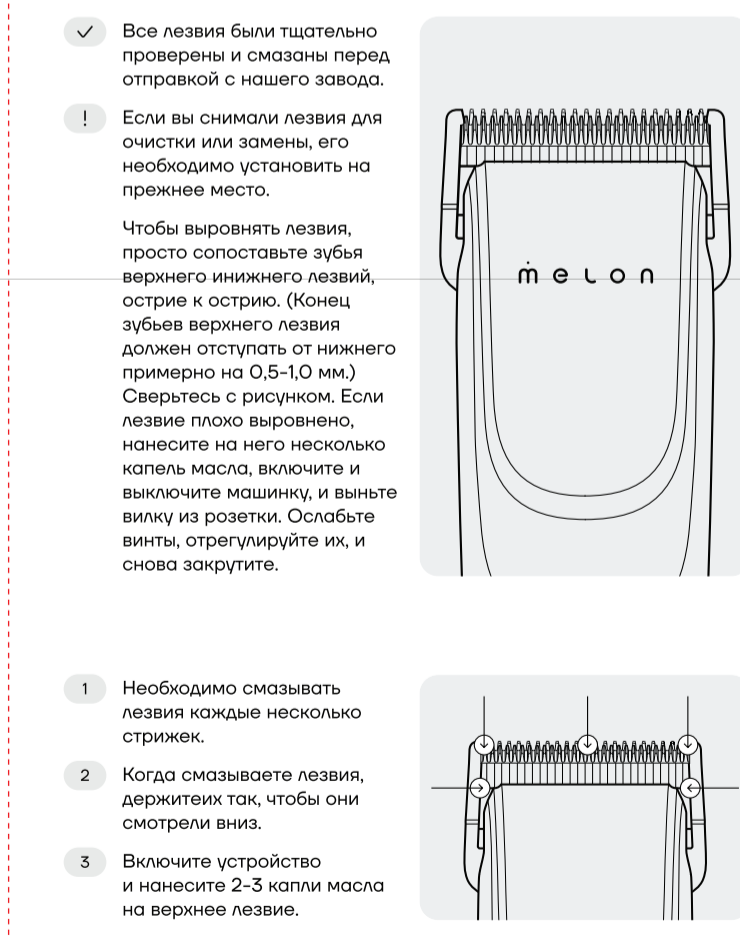 Все лезвия были тщательно
проверены и смазаны перед
отправкой с нашего завода.
!
Если вы снимали лезвия для
очистки или замены, его
необходимо установить на
прежнее место.
Чтобы выровнять лезвия,
просто сопоставьте зубья
верхнего инижнего лезвий,
острие к острию. (Конец
зубьев верхнего лезвия
должен отступать от нижнего
примерно на 0,5-1,0 мм.)
Сверьтесь с рисунком. Если
лезвие плохо выровнено,
нанесите на него несколько
капель масла, включите и
выключите машинку, и выньте
вилку из розетки. Ослабьте
винты, отрегулируйте их, и
снова закрутите.
melon
1
Необходимо смазывать
лезвия каждые несколько
стрижек.
2
Когда смазываете лезвия,
держитеих так, чтобы они
смотрели вниз.
3
Включите устройство
и нанесите 2-3 капли масла
на верхнее лезвие.